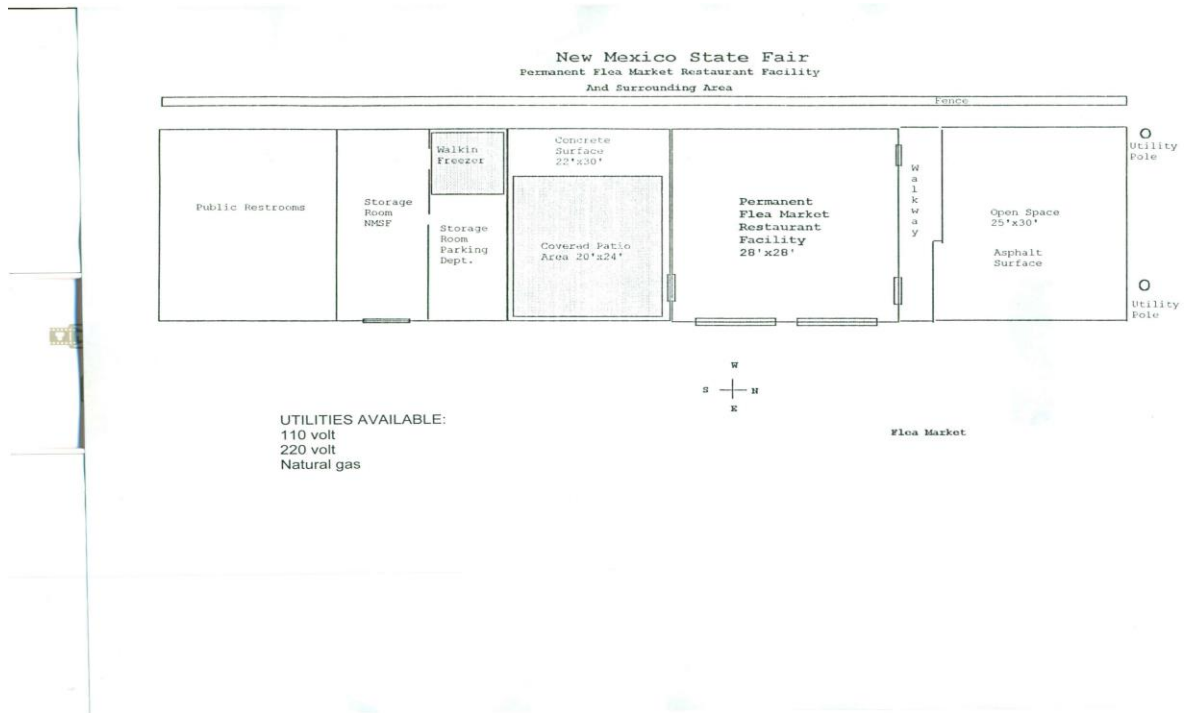 New Mexico State Fair
Permanent Flea Market Restaurant Facility
And Surrounding Area
Fence
Public Restrooms
Storage
Room
NMSF
Walkin
Freezer
Storage
Room
Parking
Dept.
Concrete
Surface
22'x30'
Covered Patio
Area 20'x24'
Permanent
Flea Market
Restaurant
Facility
28'x28'
W
a
l
k
w
a
y
Open Space
25'x30'
Asphalt
Surface
O
Utility
Pole
O
Utility
Pole
W
S N
E
UTILITIES AVAILABLE:
110 volt
220 volt
Natural gas
Flea Market